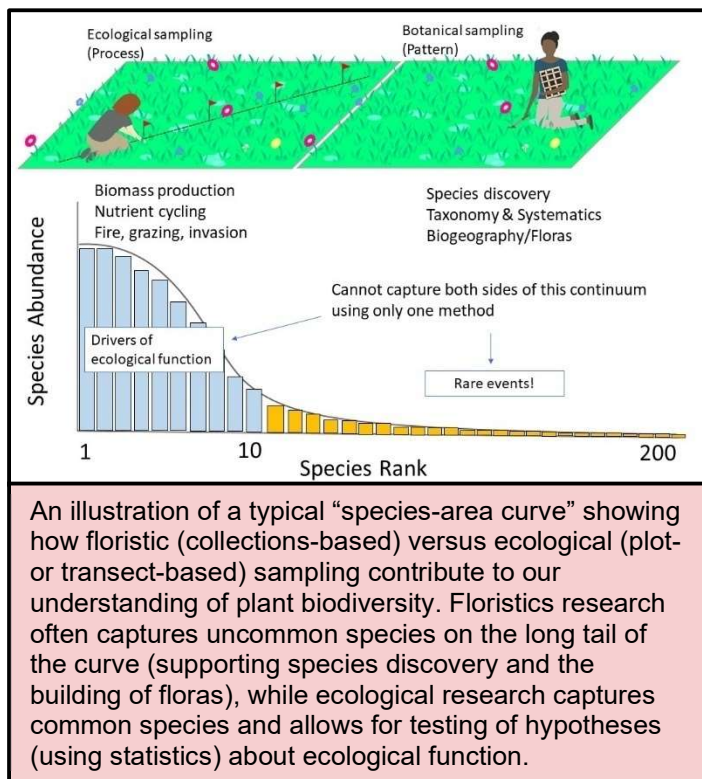 Ecological sampling
(Process)
Botanical sampling
(Pattern)
Biomass production
Nutrient cycling
Fire, grazing, invasion
Species discovery
Taxonomy & Systematics
Biogeography/Floras
Cannot capture both sides of this continuum
using only one method
Drivers of
ecological function
Rare events!
Species Abundance
1
10
200
Species Rank
An illustration of a typical “species-area curve” showing
how floristic (collections-based) versus ecological (plot-
or transect-based) sampling contribute to our
understanding of plant biodiversity. Floristics research
often captures uncommon species on the long tail of
the curve (supporting species discovery and the
building of floras), while ecological research captures
common species and allows for testing of hypotheses
(using statistics) about ecological function.